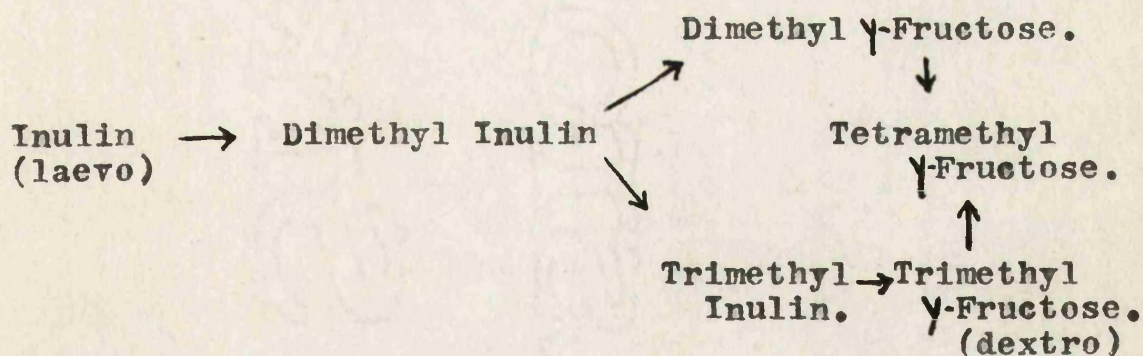 Dimethyl γ-Fructose.
Inulin → Dimethyl Inulin
(laevo)
Tetramethyl
γ-Fructose.
Trimethyl → Trimethyl
Inulin. γ-Fructose.
(dextro)